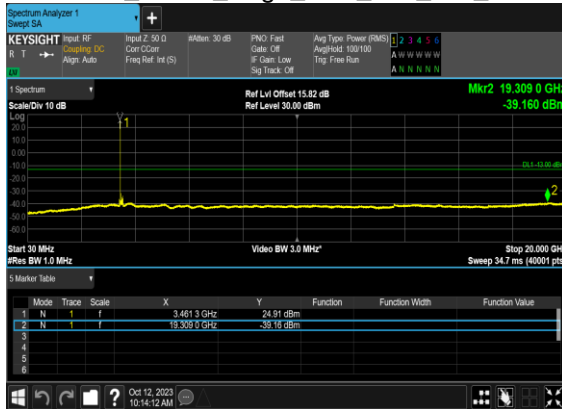 Spectrum Analyzer 1
Swept SA
+
KEYSIGHT Input: RF Input Z: 50 Ω #Atten: 30 dB PNO: Fast Avg Type: Power (RMS) 1 2 3 4 5 6
R T Coupling: DC Corr CCorr Gate: Off Avg|Hold: 100/100 A W W W W W
Align: Auto Freq Ref: Int (S) IF Gain: Low Trig: Free Run
Sig Track: Off A N N N N N
1 Spectrum Ref Lvl Offset 15.82 dB Mkr2 19.309 0 GHz
Scale/Div 10 dB Ref Level 30.00 dBm -39.160 dBm
Log
20.0
10.0
0.00
-10.0
-20.0
-30.0
-40.0
-50.0
-60.0
1
DL1 -13.00 dBm
2
Start 30 MHz Video BW 3.0 MHz* Stop 20.000 GHz
#Res BW 1.0 MHz Sweep 34.7 ms (40001 pts)
5 Marker Table
Mode Trace Scale X Y Function Function Width Function Value
1 N 1 f 3.461 3 GHz 24.91 dBm
2 N 1 f 19.309 0 GHz -39.16 dBm
3
4
5
6
? Oct 12, 2023
10:14:12 AM